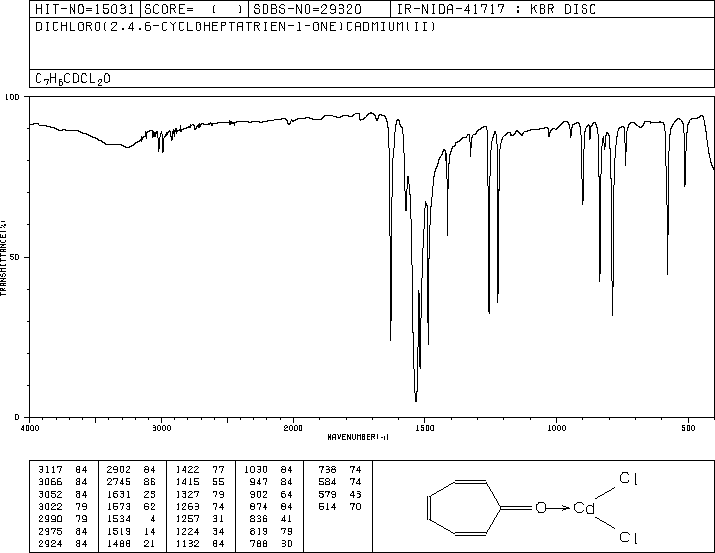 HIT-NO=15031 SCORE= ( ) SDBS-NO=29320 IR-NIDA-41717 : KBR DISC
DICHLORO(2.4.6-CYCLOHEPTATRIEN-1-ONE)CADMIUM(II)
C7H6CDCL2O
100
50
0
TRANSMITTANCE(%)
4000 3000 2000 1500 1000 500
WAVENUMBER(-1)
3117 84 2902 84 1422 77 1030 84 738 74
3066 84 2745 86 1415 55 947 84 584 74
3052 84 1631 23 1327 79 902 64 579 43
3022 79 1573 62 1263 74 874 84 514 70
2990 79 1534 4 1257 31 836 41
2975 84 1519 14 1224 34 819 79
2924 84 1488 21 1132 84 788 30
Cl
O Cd
Cl